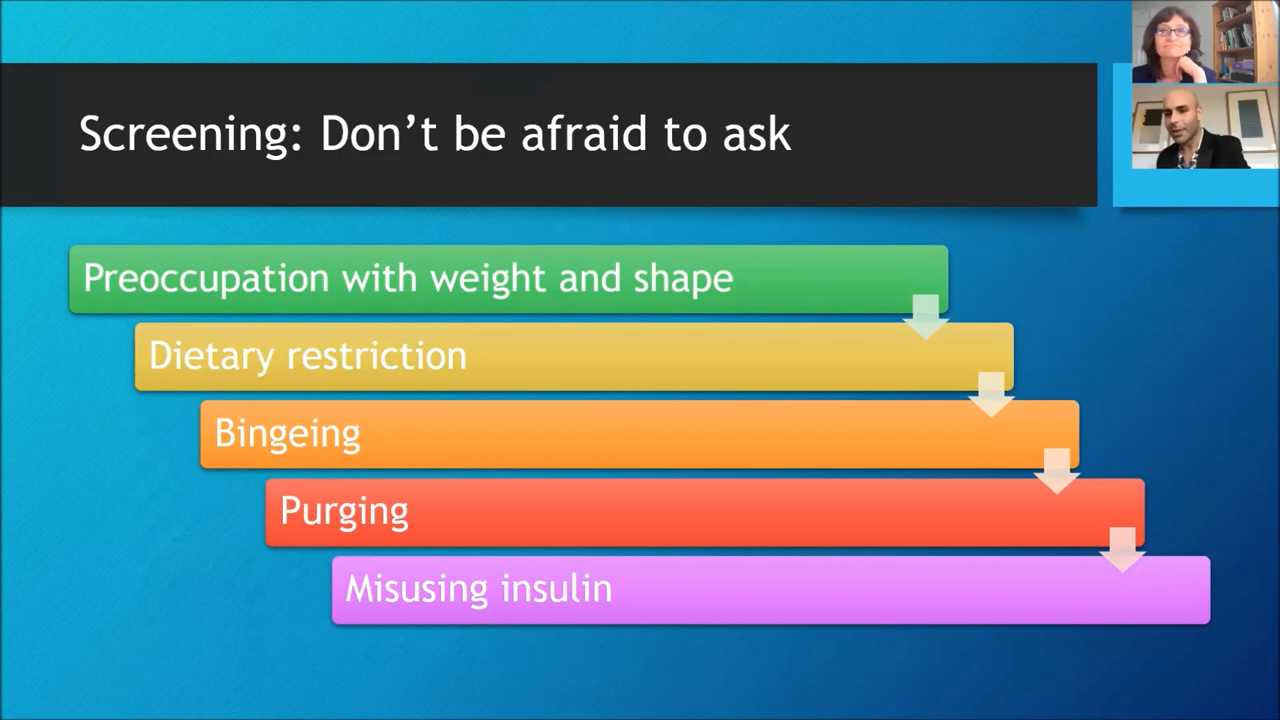 Screening: Don’t be afraid to ask
Preoccupation with weight and shape
Dietary restriction
Bingeing
Purging
Misusing insulin